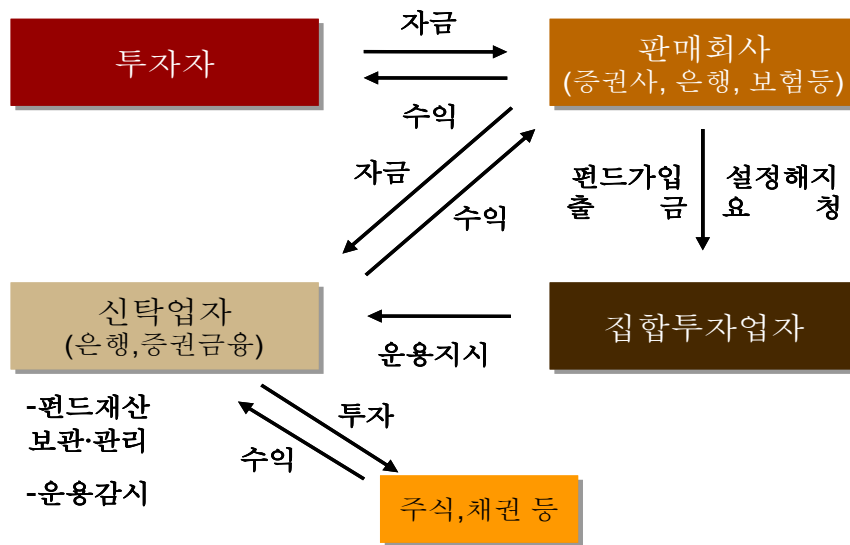 투자자
자금
수익
판매회사
(증권사, 은행, 보험등)
자금
수익
펀드가입
출 금
설정해지
요 청
신탁업자
(은행,증권금융)
운용지시
집합투자업자
-펀드재산
보관·관리
-운용감시
투자
수익
주식,채권 등